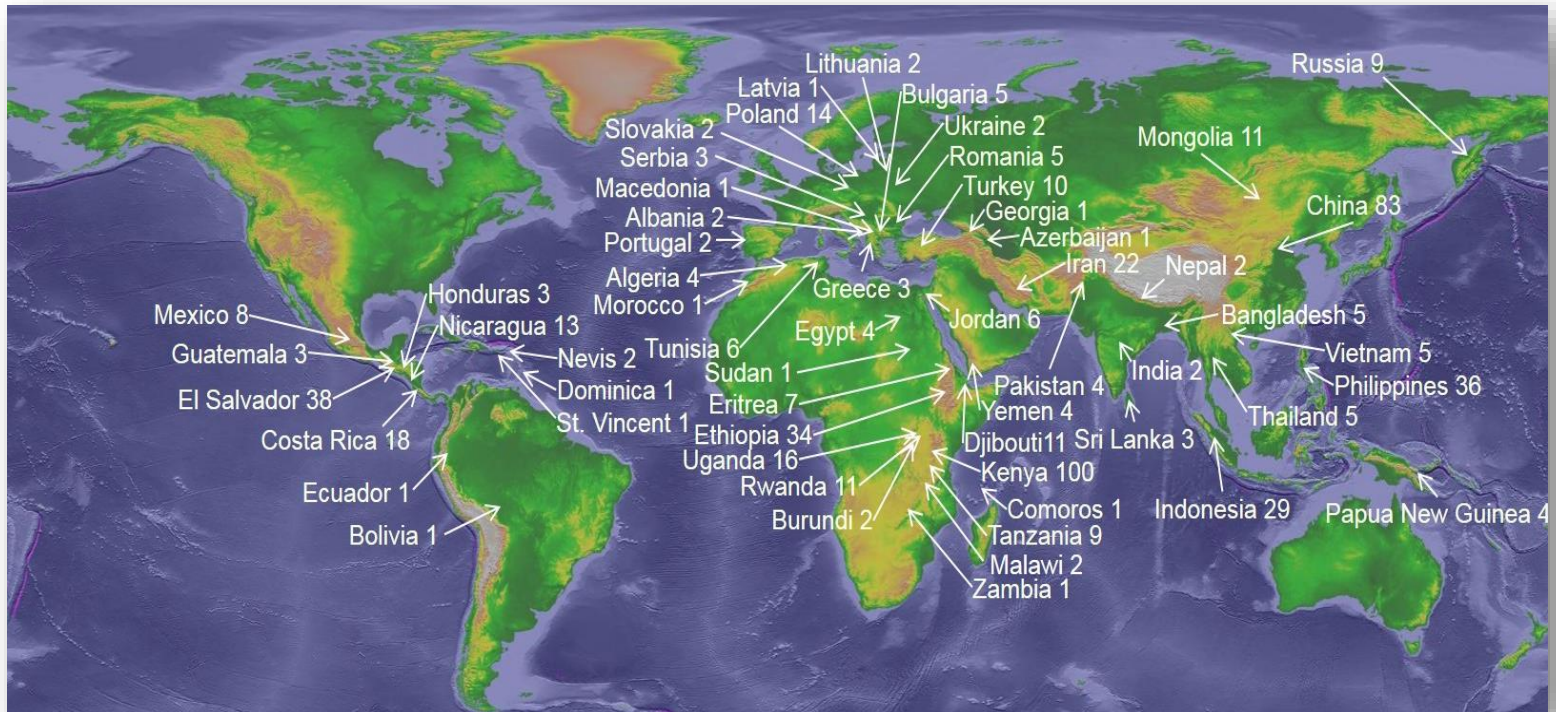 Lithuania 2
Russia 9
Latvia 1
Bulgaria 5
Poland 14
Slovakia 2
Ukraine 2
Mongolia 11
Serbia 3
Romania 5
Macedonia 1
Turkey 10
China 83
Georgia 1
Albania 2
Portugal 2
Azerbaijan 1
Iran 22
Nepal 2
Algeria 4
Greece 3
Honduras 3
Morocco 1
Mexico 8
Nicaragua 13
Egypt 4
Jordan 6
Bangladesh 5
Guatemala 3
Nevis 2
Tunisia 6
Vietnam 5
Sudan 1
India 2
El Salvador 38
Dominica 1
Pakistan 4
Philippines 36
Eritrea 7
Yemen 4
Thailand 5
St. Vincent 1
Costa Rica 18
Ethiopia 34
Djibouti11
Sri Lanka 3
Uganda 16
Kenya 100
Ecuador 1
Rwanda 11
Comoros 1
Indonesia 29
Papua New Guinea 4
Burundi 2
Bolivia 1
Tanzania 9
Malawi 2
Zambia 1